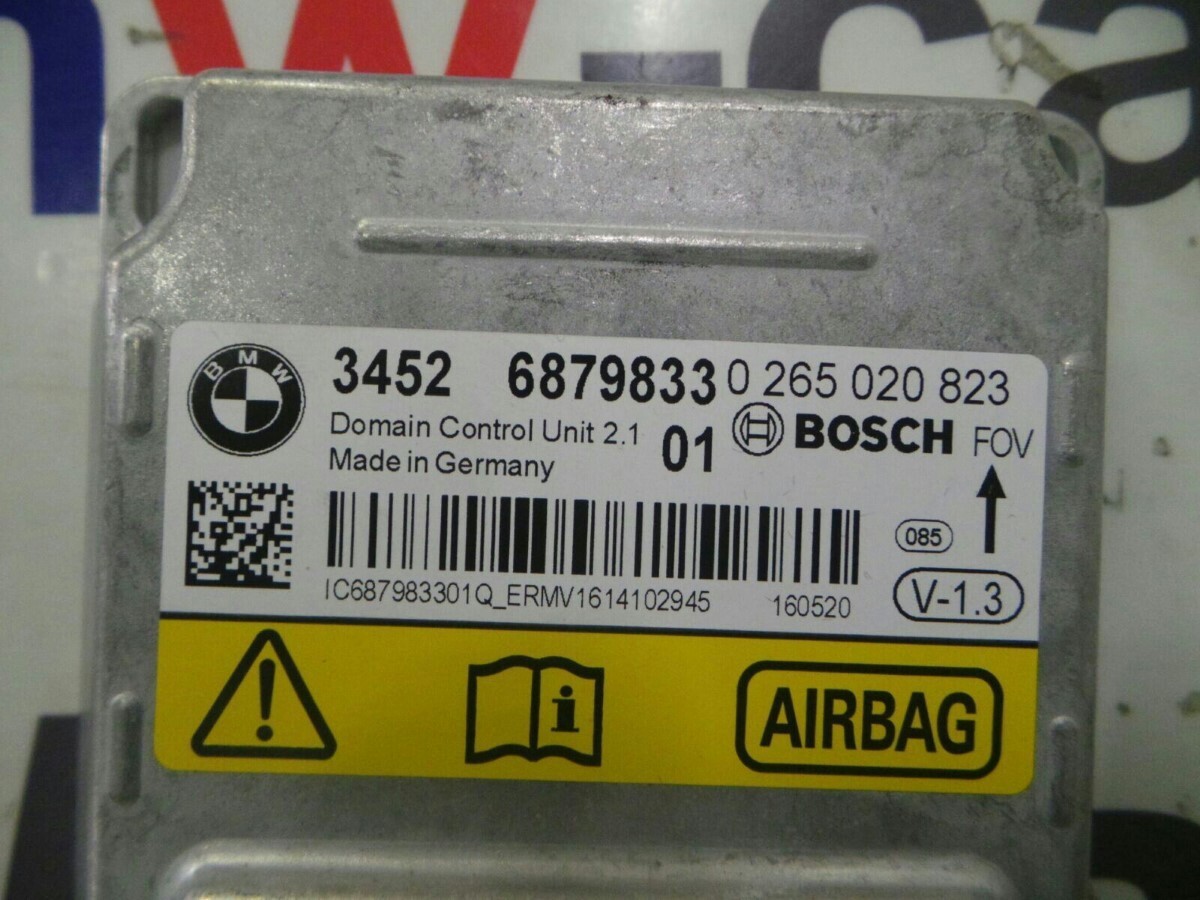 BMW
3452 6879833 0 265 020 823
Domain Control Unit 2.1 01 BOSCH FOV
Made in Germany
085
IC687983301Q_ERMV1614102945 160520 V-1.3
AIRBAG